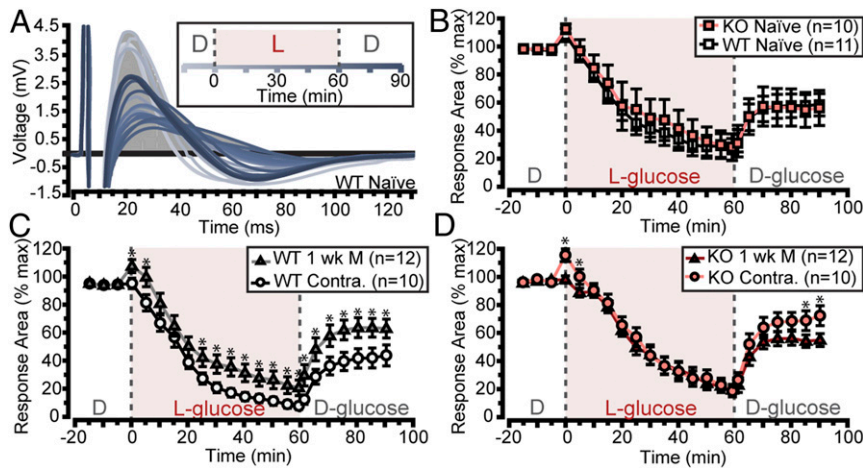 A
4.5
3.5
2.5
1.5
0.5
-0.5
-1.5
Voltage (mV)
0 20 40 60 80 100 120
Time (ms)
WT Naïve
D L D
0 30 60 90
Time (min)
B
KO Naïve (n=10)
WT Naïve (n=11)
120
100
80
60
40
20
0
Response Area (% max)
D L-glucose D-glucose
-20 0 20 40 60 80 100
Time (min)
C
WT 1 wk M (n=12)
WT Contra. (n=10)
120
100
80
60
40
20
0
Response Area (% max)
* * * * * * * * * * * * * * * *
D L-glucose D-glucose
-20 0 20 40 60 80 100
Time (min)
D
KO 1 wk M (n=12)
KO Contra. (n=10)
120
100
80
60
40
20
0
Response Area (% max)
* * * *
D L-glucose D-glucose
-20 0 20 40 60 80 100
Time (min)